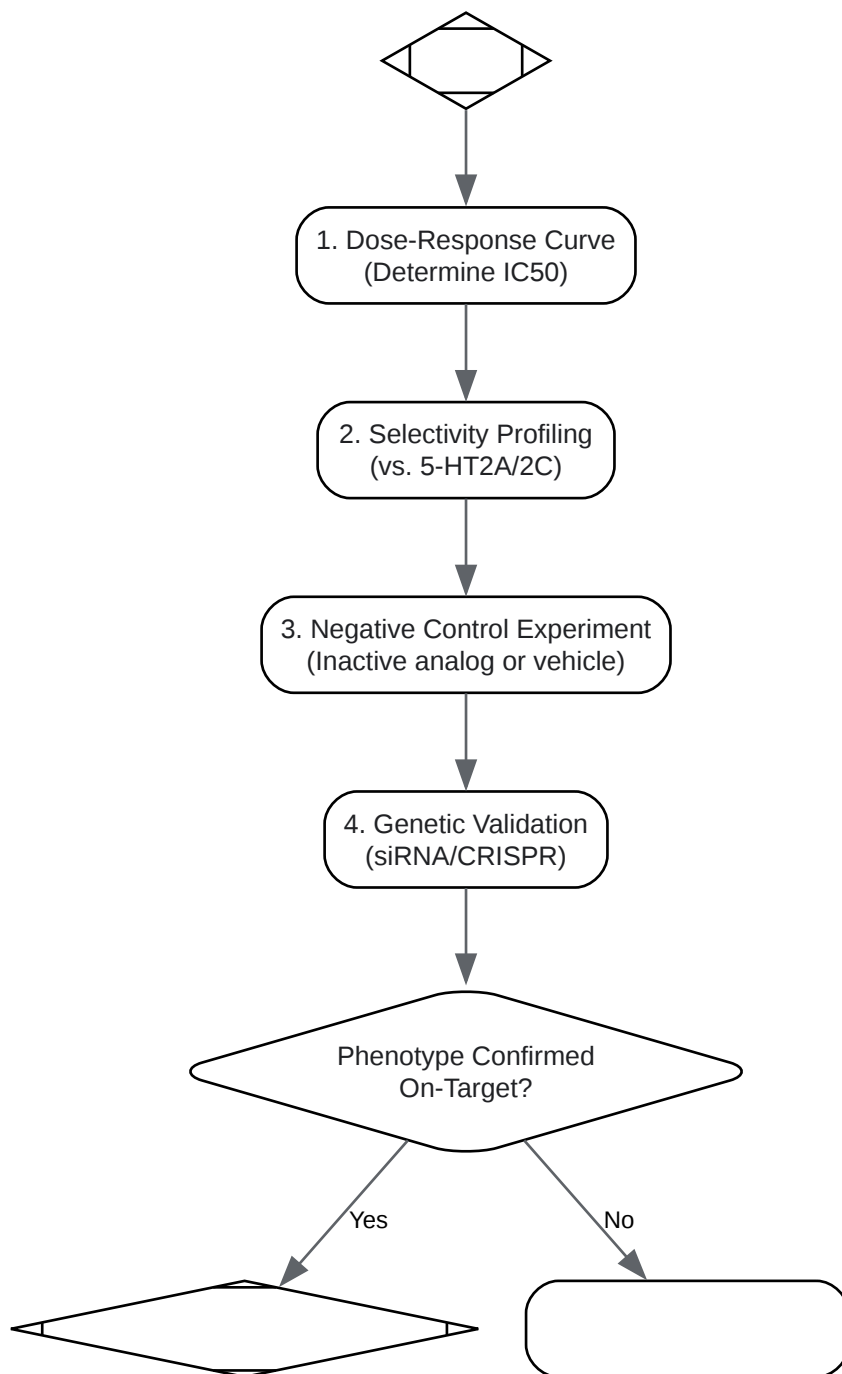 1. Dose-Response Curve
(Determine IC50)
2. Selectivity Profiling
(vs. 5-HT2A/2C)
3. Negative Control Experiment
(Inactive analog or vehicle)
4. Genetic Validation
(siRNA/CRISPR)
Phenotype Confirmed
On-Target?
Yes
No